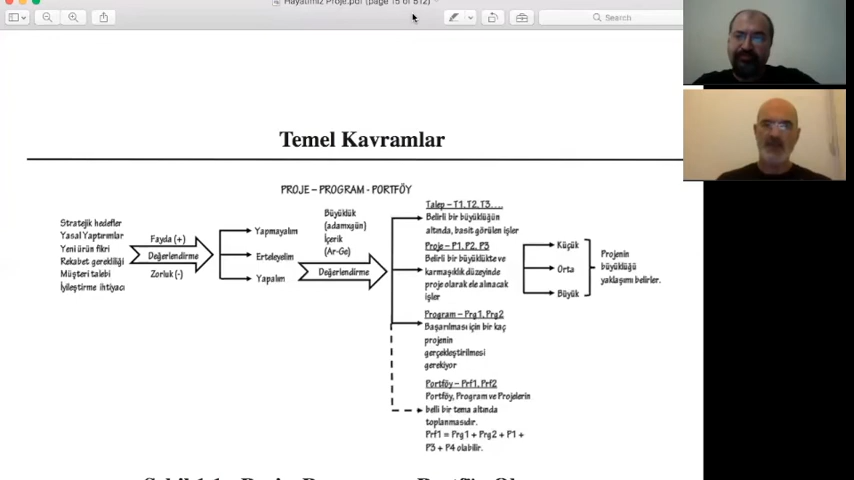 Hayatımız Proje.pdf (page 15 of 512)
Search
Temel Kavramlar
PROJE – PROGRAM - PORTFÖY
Stratejik hedefler
Yasal Yaptırımlar
Yeni ürün fikri
Rekabet gerekliliği
Müşteri talebi
İyileştirme ihtiyacı
Fayda (+)
Değerlendirme
Zorluk (-)
Yapmayalım
Erteleyelim
Yapalım
Büyüklük
(adamxgün)
İçerik
(Ar-Ge)
Değerlendirme
Talep – T1, T2, T3....
Belirli bir büyüklüğün
altında, basit görülen işler
Proje – P1, P2, P3
Belirli bir büyüklükte ve
karmaşıklık düzeyinde
proje olarak ele alınacak
işler
Program – Prg1, Prg2
Başarılması için bir kaç
projenin
gerçekleştirilmesi
gerekiyor
Portföy – Prf1, Prf2
Portföy, Program ve Projelerin
belli bir tema altında
toplanmasıdır.
Prf1 = Prg1 + Prg2 + P1 +
P3 + P4 olabilir.
Küçük
Orta
Büyük
Projenin
büyüklüğü
yaklaşımı belirler.